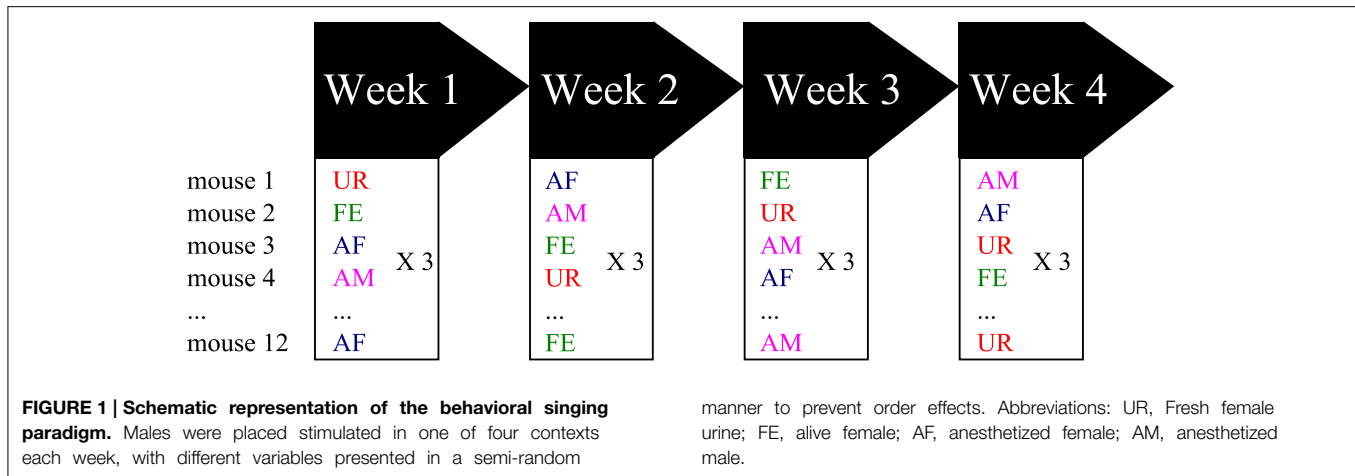 Week 1 Week 2 Week 3 Week 4
mouse 1 UR AF FE AM
mouse 2 FE AM UR AF
mouse 3 AF FE AM UR
X 3 X 3 X 3 X 3
mouse 4 AM UR AF FE
... ... ... ... ...
mouse 12 AF FE AM UR
FIGURE 1 | Schematic representation of the behavioral singing
paradigm. Males were placed stimulated in one of four contexts
each week, with different variables presented in a semi-random
manner to prevent order effects. Abbreviations: UR, Fresh female
urine; FE, alive female; AF, anesthetized female; AM, anesthetized
male.